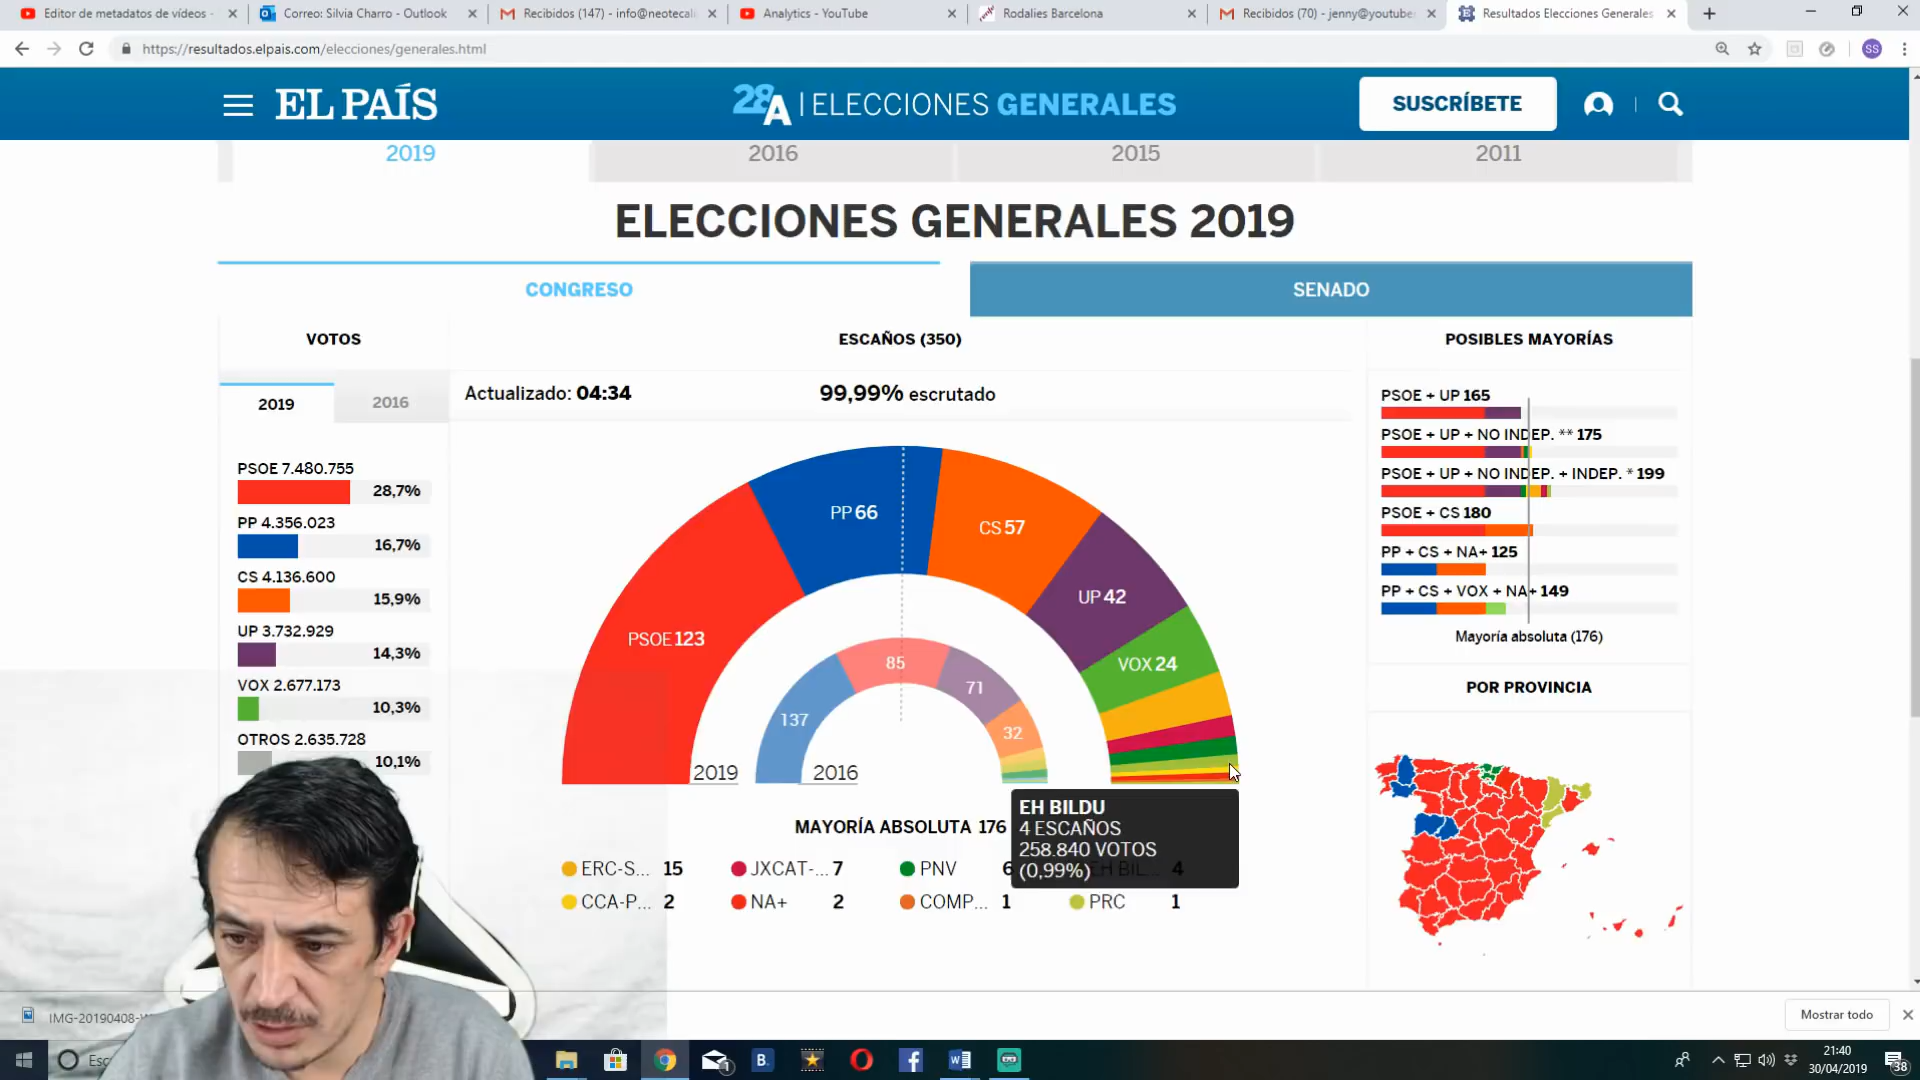 Editor de metadatos de vídeos -
Correo: Silvia Charro - Outlook
Recibidos (147) - info@neotecal
Analytics - YouTube
Rodalies Barcelona
Recibidos (70) - jenny@youtube
Resultados Elecciones Generales
https://resultados.elpais.com/elecciones/generales.html
SS
EL PAÍS
28A | ELECCIONES GENERALES
SUSCRÍBETE
2019
2016
2015
2011
ELECCIONES GENERALES 2019
CONGRESO
SENADO
VOTOS
ESCAÑOS (350)
POSIBLES MAYORÍAS
2019
2016
Actualizado: 04:34
99,99% escrutado
PSOE 7.480.755
28,7%
PP 4.356.023
16,7%
CS 4.136.600
15,9%
UP 3.732.929
14,3%
VOX 2.677.173
10,3%
OTROS 2.635.728
10,1%
PSOE 123
PP 66
CS 57
UP 42
VOX 24
137
85
71
32
2019
2016
MAYORÍA ABSOLUTA 176
EH BILDU
4 ESCAÑOS
258.840 VOTOS
(0,99%)
ERC-S... 15
JXCAT-... 7
PNV 6
EH BIL... 4
CCA-P... 2
NA+ 2
COMP... 1
PRC 1
PSOE + UP 165
PSOE + UP + NO INDEP. ** 175
PSOE + UP + NO INDEP. + INDEP. * 199
PSOE + CS 180
PP + CS + NA+ 125
PP + CS + VOX + NA+ 149
Mayoría absoluta (176)
POR PROVINCIA
IMG-20190408-
Mostrar todo
Esc
B.
1
21:40
30/04/2019
38